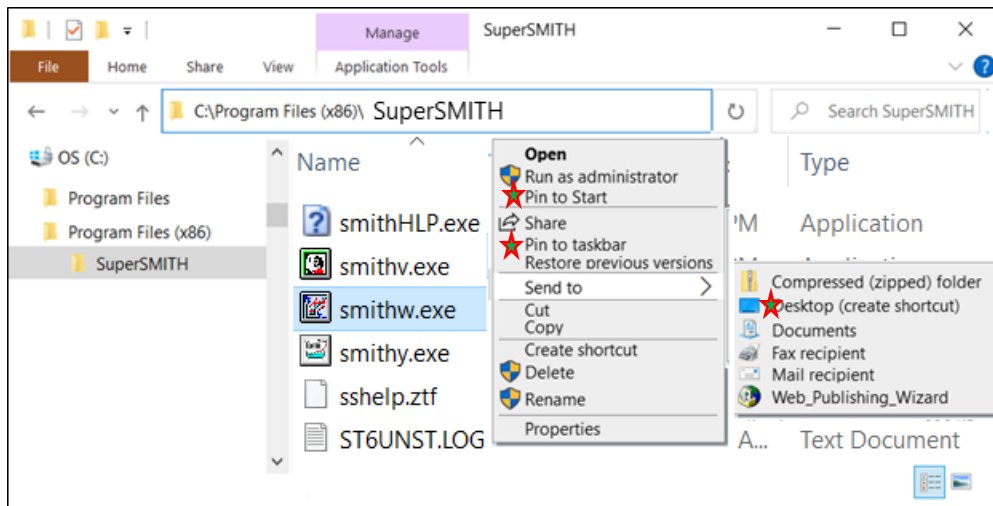 Manage SuperSMITH
File Home Share View Application Tools
C:\Program Files (x86)\ SuperSMITH Search SuperSMITH
OS (C:)
Program Files
Program Files (x86)
SuperSMITH
Name Type
smithHLP.exe PM Application
smithv.exe
smithw.exe
smithy.exe
sshelp.ztf
ST6UNST.LOG A... Text Document
Open
Run as administrator
Pin to Start
Share
Pin to taskbar
Restore previous versions
Send to
Cut
Copy
Create shortcut
Delete
Rename
Properties
Compressed (zipped) folder
Desktop (create shortcut)
Documents
Fax recipient
Mail recipient
Web_Publishing_Wizard